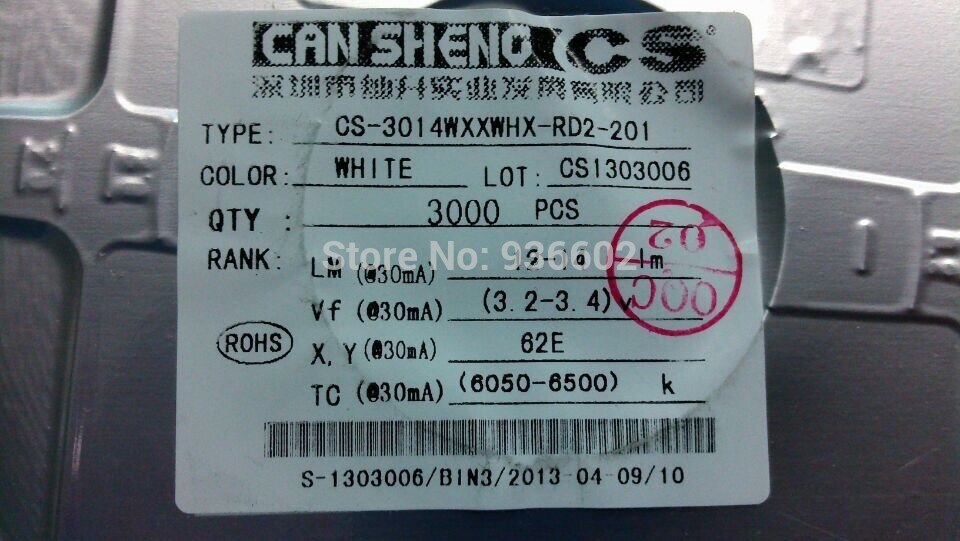 CAN SHENG CS
TYPE: CS-3014WXXWHX-RD2-201
COLOR: WHITE LOT: CS1303006
QTY : 3000 PCS
RANK: LM (@30mA) lm
Store No: 936602
Vf (@30mA) (3.2-3.4) v
ROHS X, Y (@30mA) 62E
TC (@30mA) (6050-6500) k
S-1303006/BIN3/2013-04-09/10
02
OOC